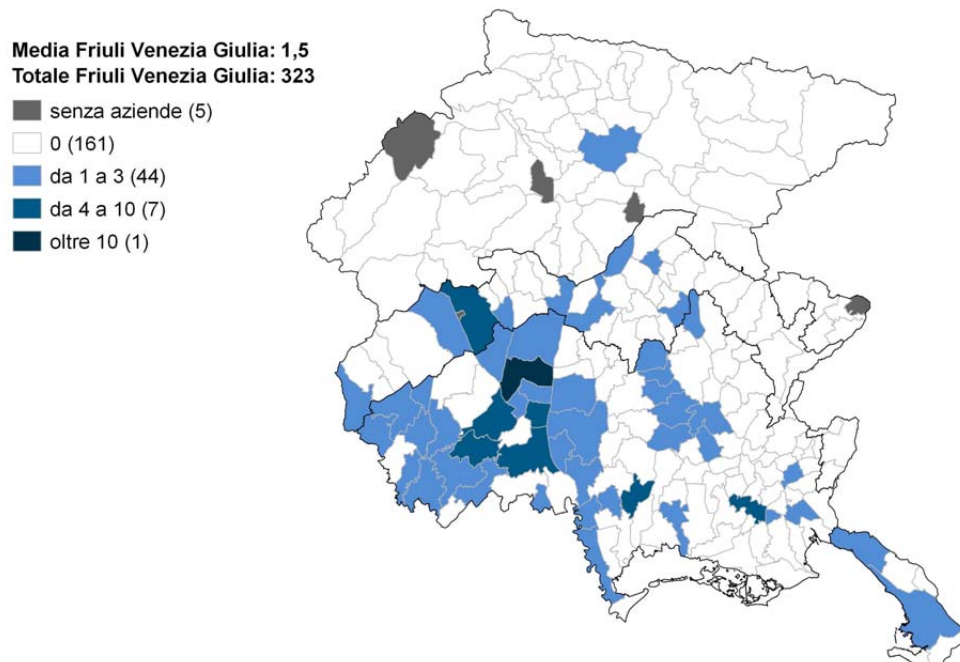 Media Friuli Venezia Giulia: 1,5
Totale Friuli Venezia Giulia: 323
senza aziende (5)
0 (161)
da 1 a 3 (44)
da 4 a 10 (7)
oltre 10 (1)